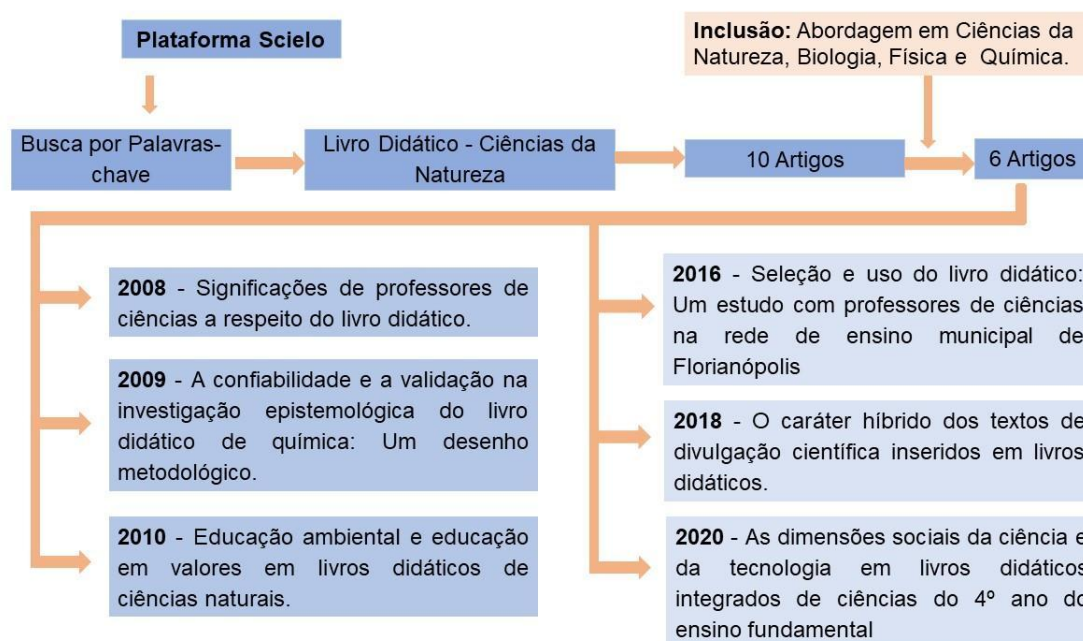 Plataforma Scielo
Inclusão: Abordagem em Ciências da
Natureza, Biologia, Física e Química.
Busca por Palavras-
chave
Livro Didático - Ciências da
Natureza
10 Artigos
6 Artigos
2008 - Significações de professores de
ciências a respeito do livro didático.
2009 - A confiabilidade e a validação na
investigação epistemológica do livro
didático de química: Um desenho
metodológico.
2010 - Educação ambiental e educação
em valores em livros didáticos de
ciências naturais.
2016 - Seleção e uso do livro didático:
Um estudo com professores de ciências
na rede de ensino municipal de
Florianópolis
2018 - O caráter híbrido dos textos de
divulgação científica inseridos em livros
didáticos.
2020 - As dimensões sociais da ciência e
da tecnologia em livros didáticos
integrados de ciências do 4º ano do
ensino fundamental